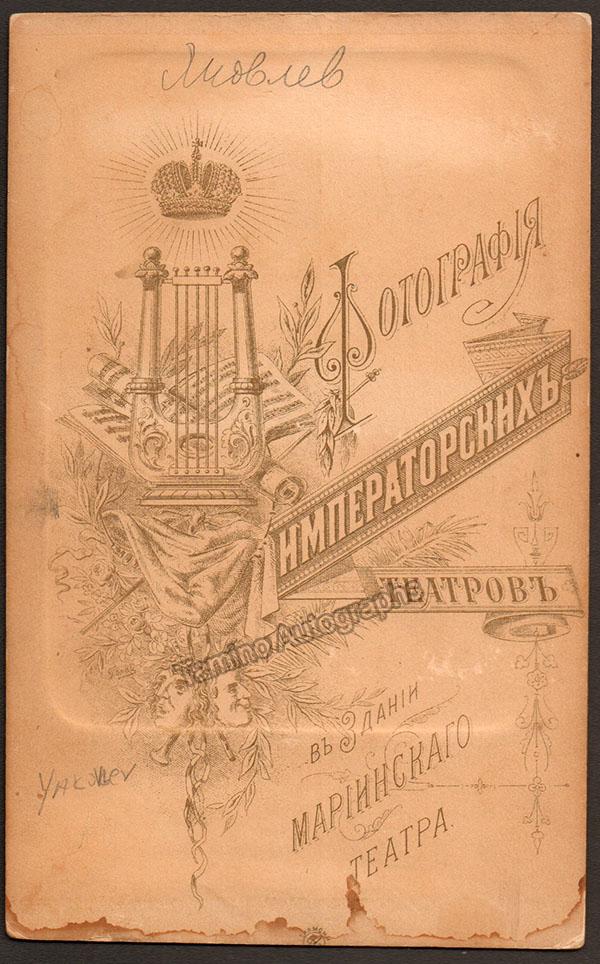 Яковлев
Фотографія
ИМПЕРАТОРСКИХЪ
ТЕАТРОВЪ
Tamino Autographs
ВЪ ЗДАНІИ
МАРІИНСКАГО
ТЕАТРА.
Yakovlev